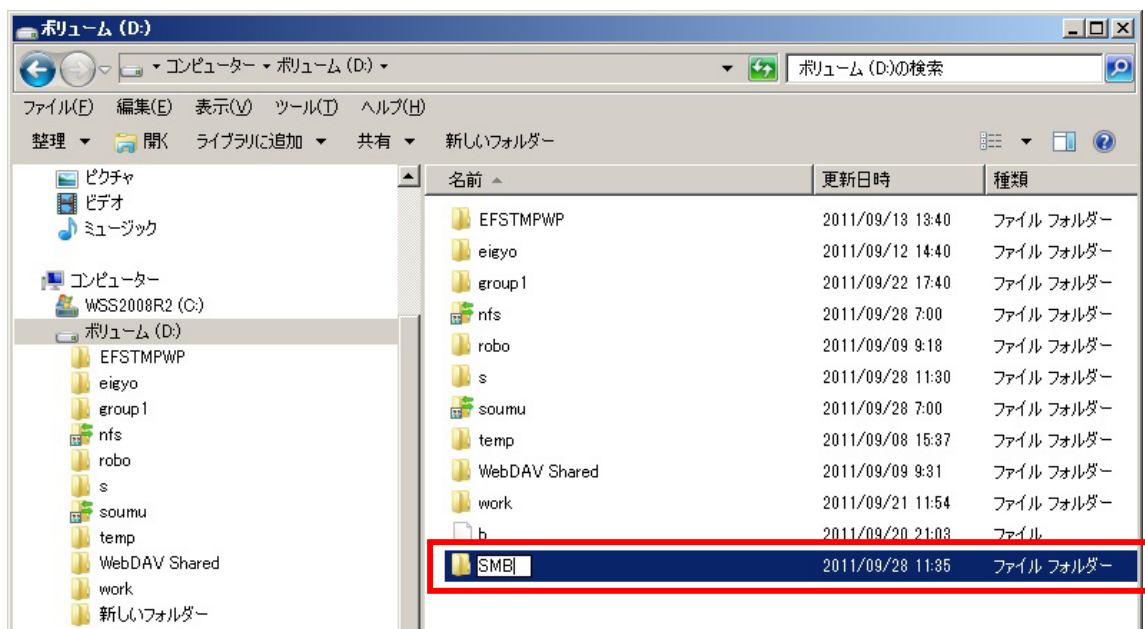 ボリューム (D:)
コンピューター ボリューム (D:) ボリューム (D:)の検索
ファイル(F) 編集(E) 表示(V) ツール(T) ヘルプ(H)
整理 開く ライブラリに追加 共有 新しいフォルダー
ピクチャ
ビデオ
ミュージック
コンピューター
WSS2008R2 (C:)
ボリューム (D:)
EFSTMPWP
eigyo
group1
nfs
robo
s
soumu
temp
WebDAV Shared
work
新しいフォルダー
名前 更新日時 種類
EFSTMPWP 2011/09/13 13:40 ファイル フォルダー
eigyo 2011/09/12 14:40 ファイル フォルダー
group1 2011/09/22 17:40 ファイル フォルダー
nfs 2011/09/28 7:00 ファイル フォルダー
robo 2011/09/09 9:18 ファイル フォルダー
s 2011/09/28 11:30 ファイル フォルダー
soumu 2011/09/28 7:00 ファイル フォルダー
temp 2011/09/08 15:37 ファイル フォルダー
WebDAV Shared 2011/09/09 9:31 ファイル フォルダー
work 2011/09/21 11:54 ファイル フォルダー
b 2011/09/20 21:03 ファイル
SMB 2011/09/28 11:35 ファイル フォルダー